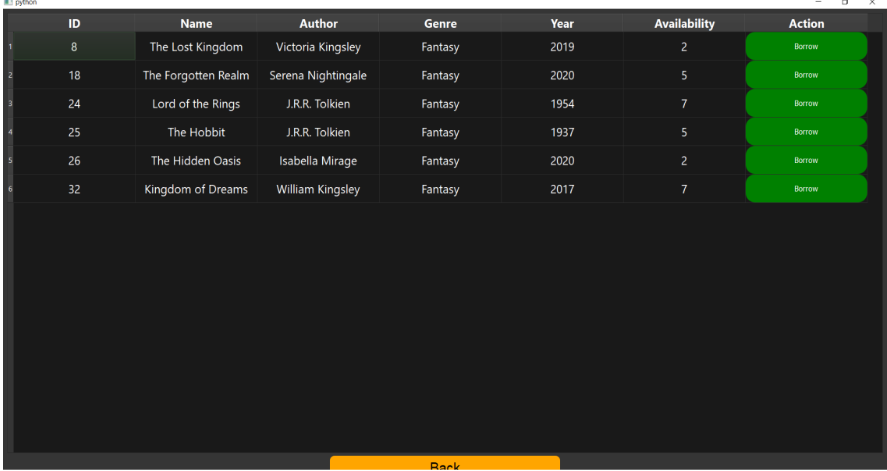 python
ID Name Author Genre Year Availability Action
1 8 The Lost Kingdom Victoria Kingsley Fantasy 2019 2 Borrow
2 18 The Forgotten Realm Serena Nightingale Fantasy 2020 5 Borrow
3 24 Lord of the Rings J.R.R. Tolkien Fantasy 1954 7 Borrow
4 25 The Hobbit J.R.R. Tolkien Fantasy 1937 5 Borrow
5 26 The Hidden Oasis Isabella Mirage Fantasy 2020 2 Borrow
6 32 Kingdom of Dreams William Kingsley Fantasy 2017 7 Borrow
Back